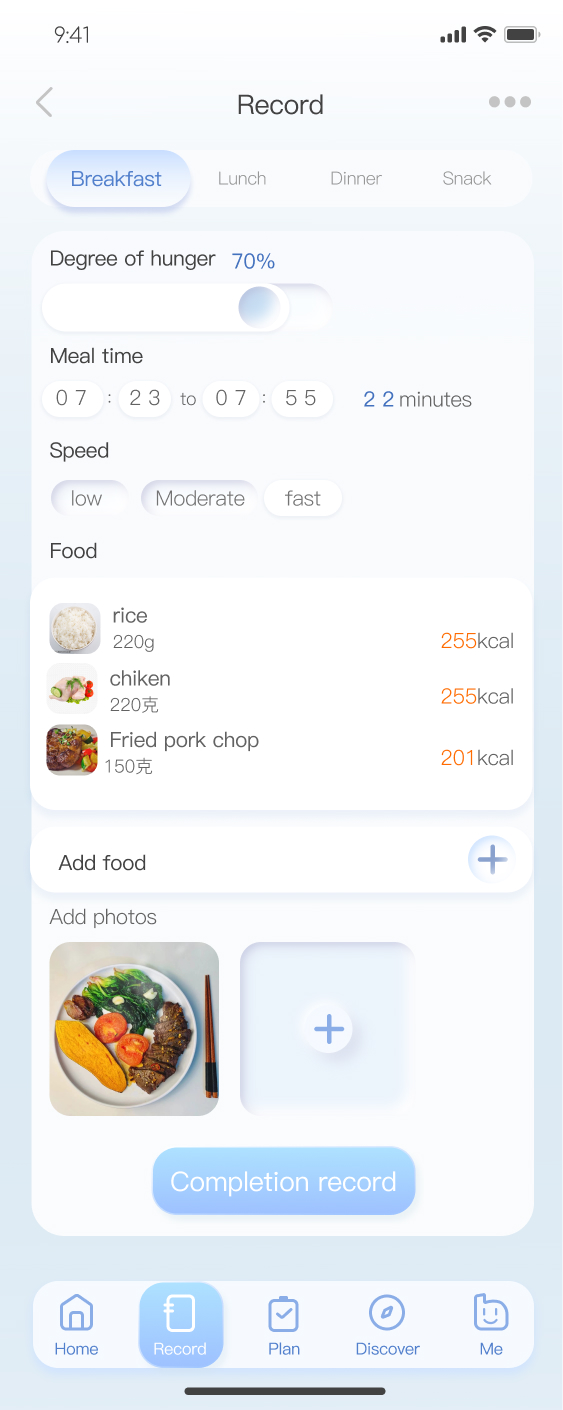 9:41
Record
Breakfast Lunch Dinner Snack
Degree of hunger 70%
Meal time
07 : 23 to 07 : 55 22 minutes
Speed
low Moderate fast
Food
rice
220g 255kcal
chiken
220克 255kcal
Fried pork chop
150克 201kcal
Add food
Add photos
Completion record
Home Record Plan Discover Me